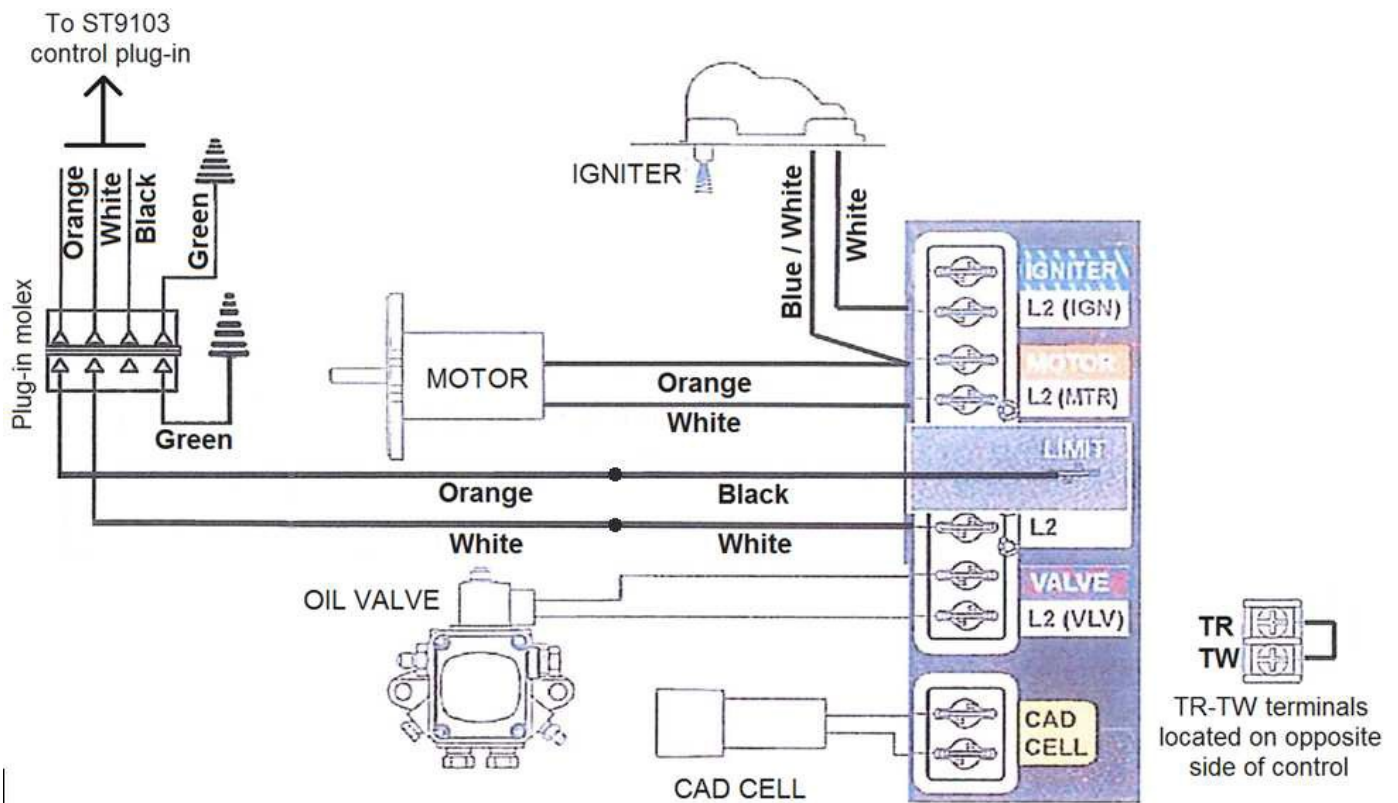 To ST9103
control plug-in
Orange
White
Black
Green
Plug-in molex
Green
IGNITER
Blue / White
White
MOTOR
Orange
White
Orange
Black
White
White
OIL VALVE
CAD CELL
IGNITER
L2 (IGN)
MOTOR
L2 (MTR)
LIMIT
L2
VALVE
L2 (VLV)
CAD
CELL
TR
TW
TR-TW terminals
located on opposite
side of control